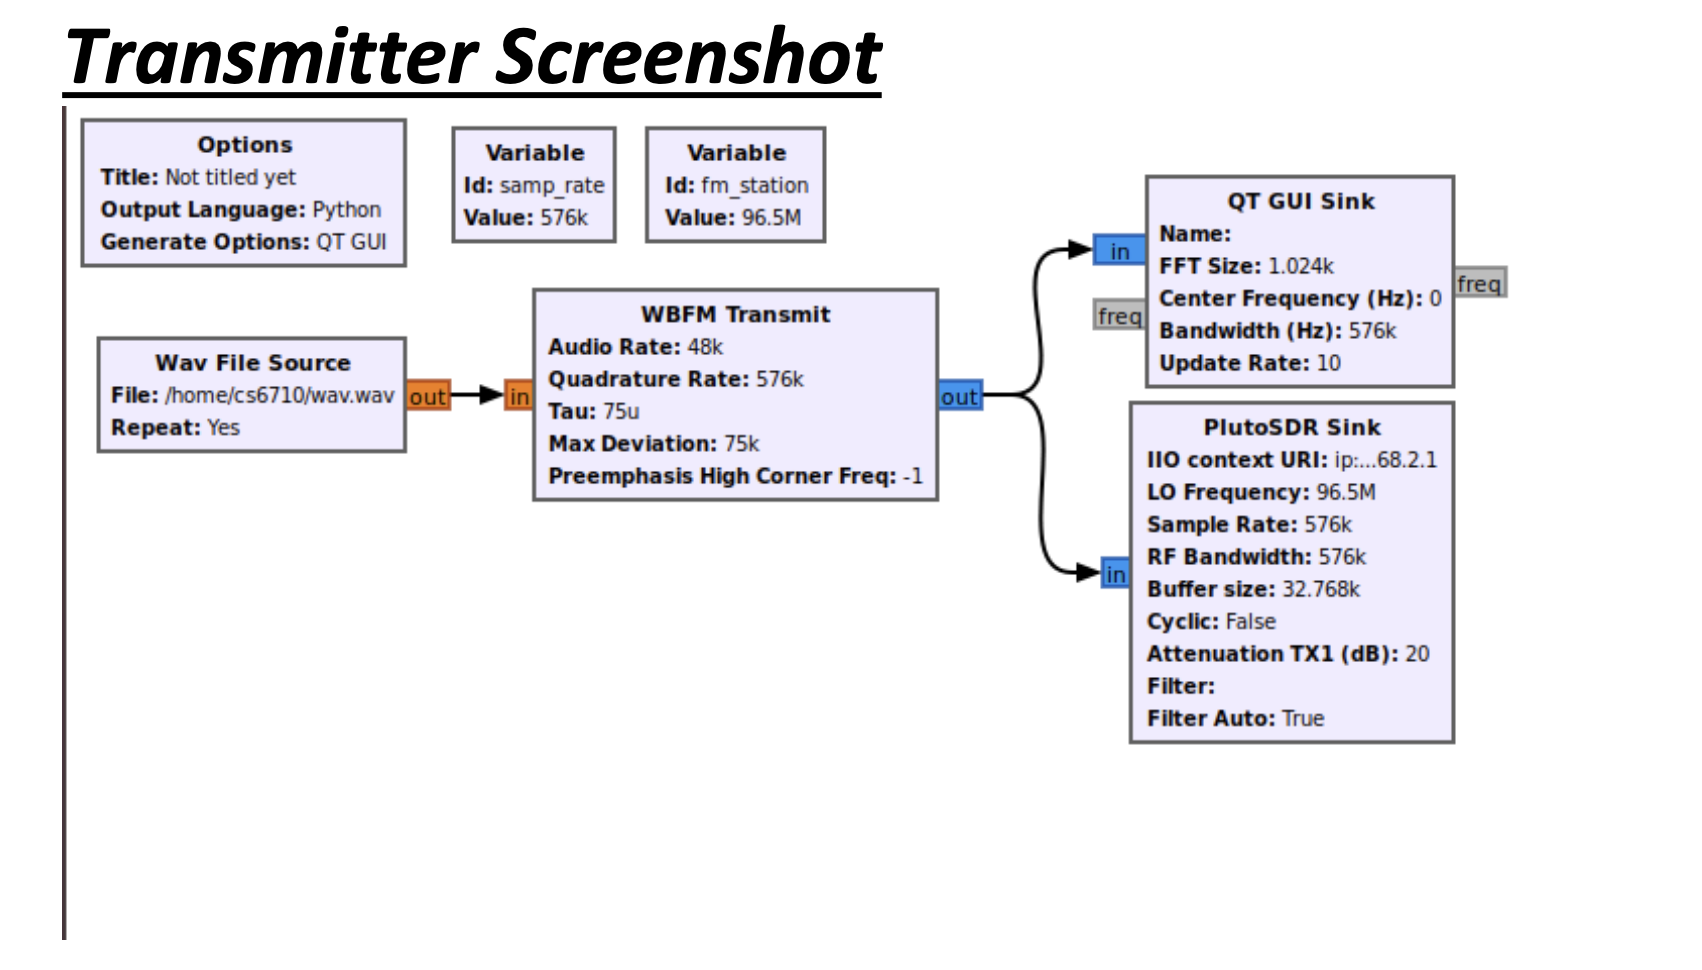 Transmitter Screenshot
Options
Title: Not titled yet
Output Language: Python
Generate Options: QT GUI
Variable
Id: samp_rate
Value: 576k
Variable
Id: fm_station
Value: 96.5M
Wav File Source
File: /home/cs6710/wav.wav
Repeat: Yes
out
in
WBFM Transmit
Audio Rate: 48k
Quadrature Rate: 576k
Tau: 75u
Max Deviation: 75k
Preemphasis High Corner Freq: -1
out
in
freq
QT GUI Sink
Name:
FFT Size: 1.024k
Center Frequency (Hz): 0
Bandwidth (Hz): 576k
Update Rate: 10
freq
in
PlutoSDR Sink
IIO context URI: ip:...68.2.1
LO Frequency: 96.5M
Sample Rate: 576k
RF Bandwidth: 576k
Buffer size: 32.768k
Cyclic: False
Attenuation TX1 (dB): 20
Filter:
Filter Auto: True